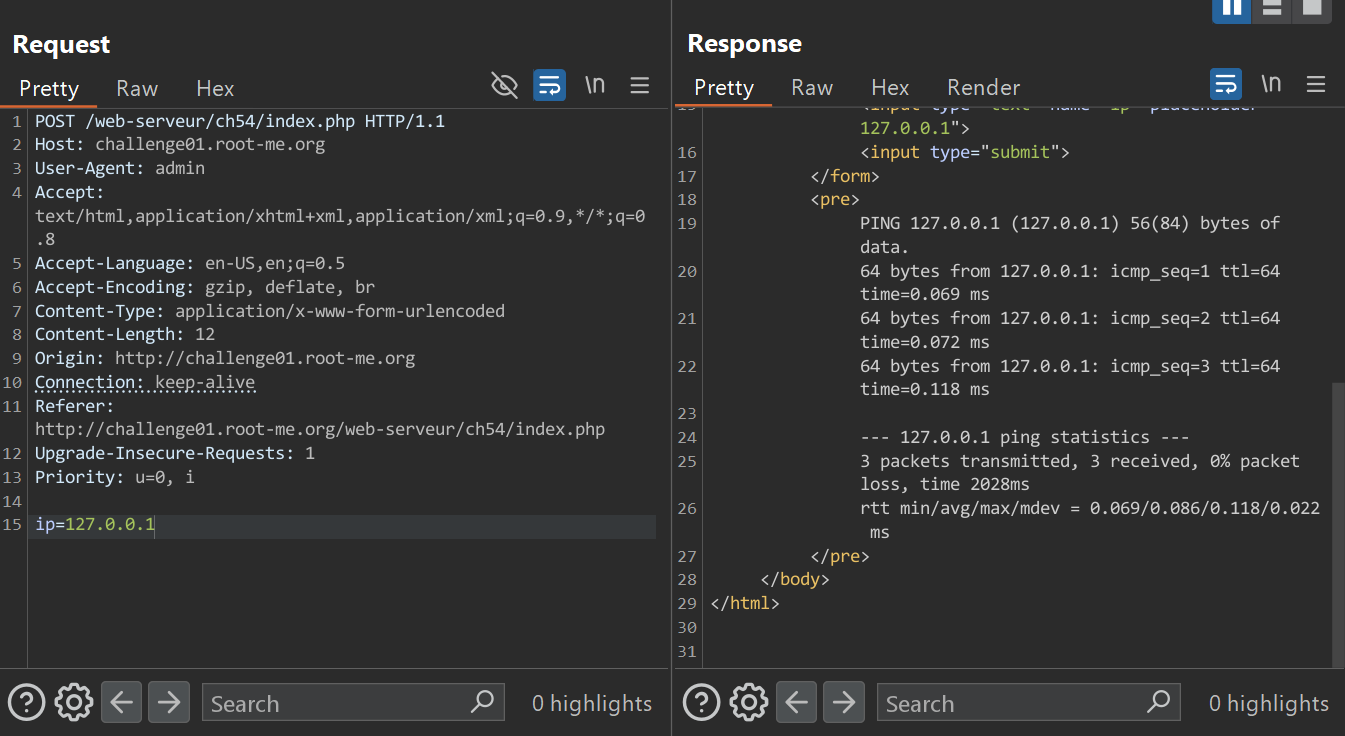 Request
Pretty Raw Hex \n
1 POST /web-serveur/ch54/index.php HTTP/1.1
2 Host: challenge01.root-me.org
3 User-Agent: admin
4 Accept:
text/html,application/xhtml+xml,application/xml;q=0.9,*/*;q=0
.8
5 Accept-Language: en-US,en;q=0.5
6 Accept-Encoding: gzip, deflate, br
7 Content-Type: application/x-www-form-urlencoded
8 Content-Length: 12
9 Origin: http://challenge01.root-me.org
10 Connection: keep-alive
11 Referer:
http://challenge01.root-me.org/web-serveur/ch54/index.php
12 Upgrade-Insecure-Requests: 1
13 Priority: u=0, i
14
15 ip=127.0.0.1
Search 0 highlights
Response
Pretty Raw Hex Render \n
15 <input type="text" name="ip" placeholder=
127.0.0.1">
16 <input type="submit">
17 </form>
18 <pre>
19 PING 127.0.0.1 (127.0.0.1) 56(84) bytes of
data.
20 64 bytes from 127.0.0.1: icmp_seq=1 ttl=64
time=0.069 ms
21 64 bytes from 127.0.0.1: icmp_seq=2 ttl=64
time=0.072 ms
22 64 bytes from 127.0.0.1: icmp_seq=3 ttl=64
time=0.118 ms
23
24 --- 127.0.0.1 ping statistics ---
25 3 packets transmitted, 3 received, 0% packet
loss, time 2028ms
26 rtt min/avg/max/mdev = 0.069/0.086/0.118/0.022
ms
27 </pre>
28 </body>
29 </html>
30
31
Search 0 highlights